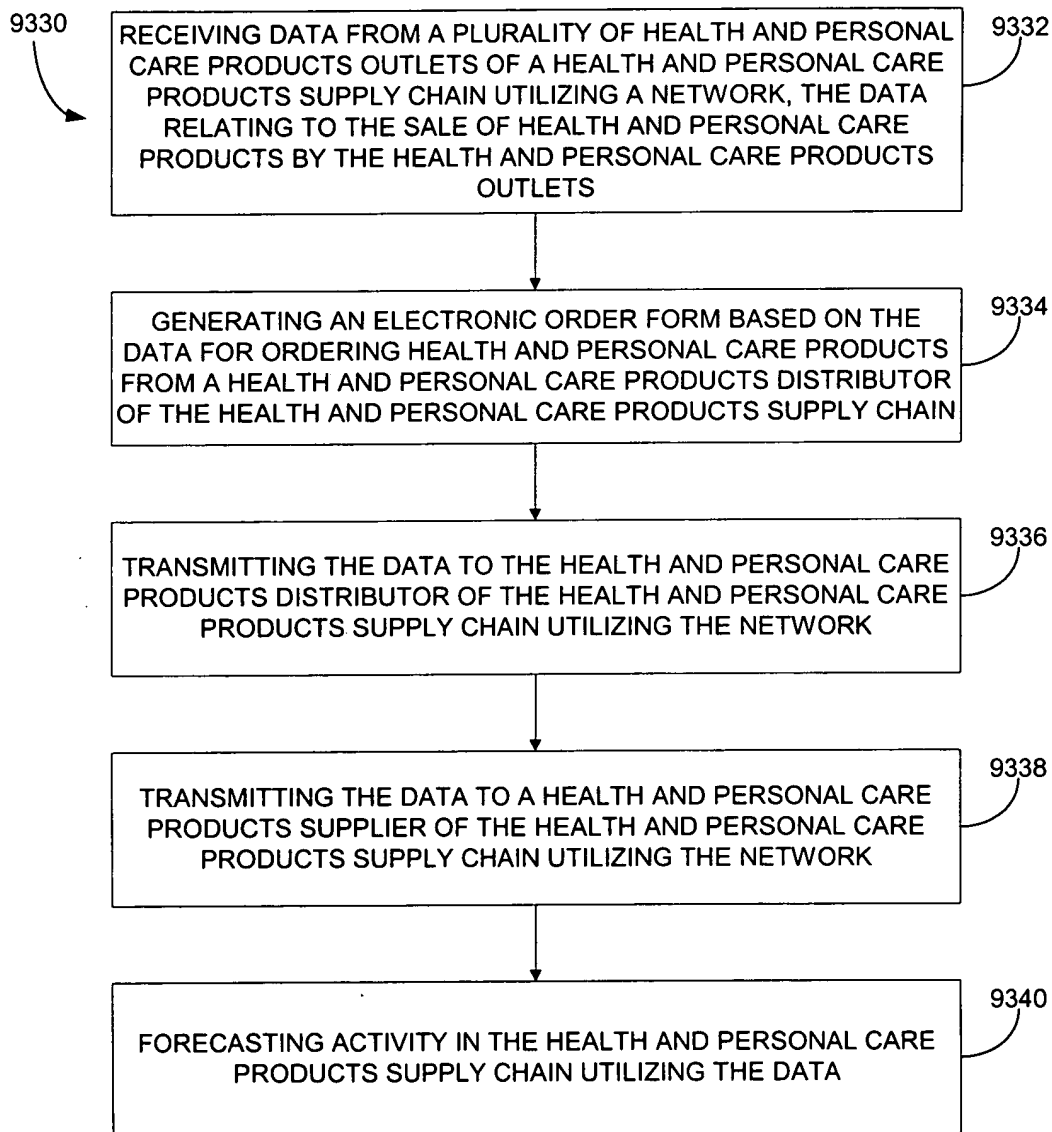 9330
RECEIVING DATA FROM A PLURALITY OF HEALTH AND PERSONAL
CARE PRODUCTS OUTLETS OF A HEALTH AND PERSONAL CARE
PRODUCTS SUPPLY CHAIN UTILIZING A NETWORK, THE DATA
RELATING TO THE SALE OF HEALTH AND PERSONAL CARE
PRODUCTS BY THE HEALTH AND PERSONAL CARE PRODUCTS
OUTLETS
9332
GENERATING AN ELECTRONIC ORDER FORM BASED ON THE
DATA FOR ORDERING HEALTH AND PERSONAL CARE PRODUCTS
FROM A HEALTH AND PERSONAL CARE PRODUCTS DISTRIBUTOR
OF THE HEALTH AND PERSONAL CARE PRODUCTS SUPPLY CHAIN
9334
TRANSMITTING THE DATA TO THE HEALTH AND PERSONAL CARE
PRODUCTS DISTRIBUTOR OF THE HEALTH AND PERSONAL CARE
PRODUCTS SUPPLY CHAIN UTILIZING THE NETWORK
9336
TRANSMITTING THE DATA TO A HEALTH AND PERSONAL CARE
PRODUCTS SUPPLIER OF THE HEALTH AND PERSONAL CARE
PRODUCTS SUPPLY CHAIN UTILIZING THE NETWORK
9338
FORECASTING ACTIVITY IN THE HEALTH AND PERSONAL CARE
PRODUCTS SUPPLY CHAIN UTILIZING THE DATA
9340